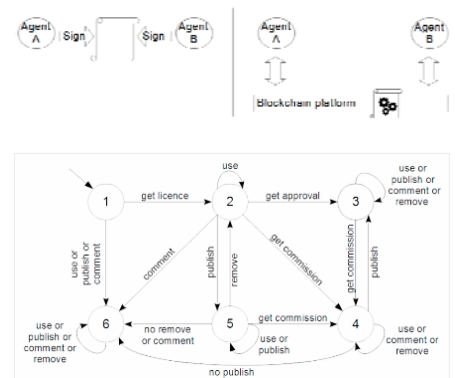 Agent
A
Sign
Sign
Agent
B
Agent
A
Agent
B
Blockchain platform
use
1
get licence
2
get approval
3
use or
publish or
comment or
remove
use or
publish or
comment
comment
publish
remove
get commission
get commission
publish
use or
publish or
comment or
remove
6
no remove
or comment
5
get commission
4
use or
publish
use or
comment or
remove
no publish